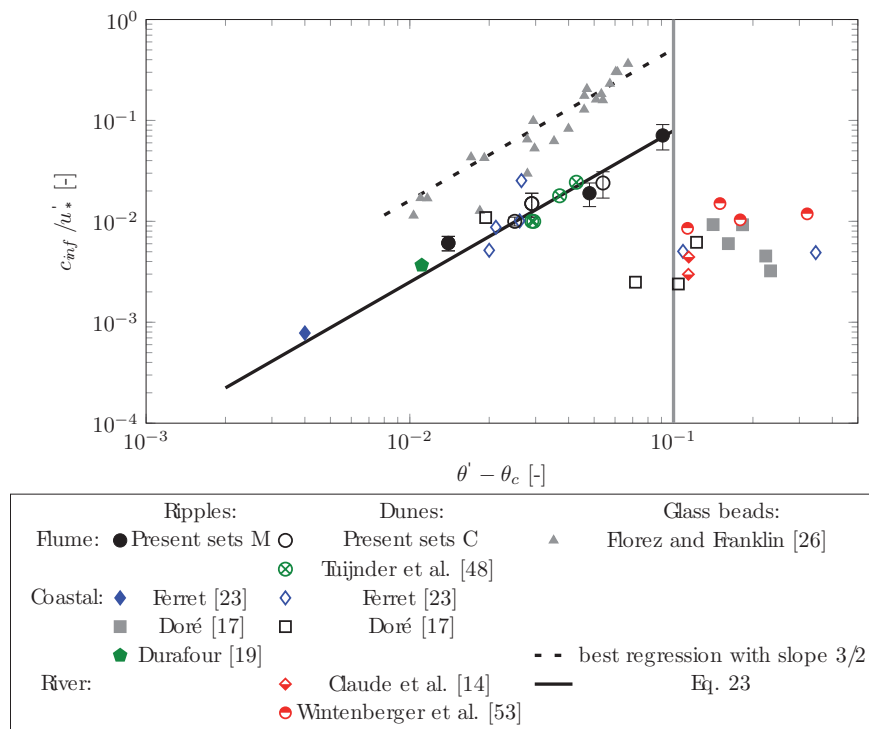 10^0
10^{-1}
10^{-2}
10^{-3}
10^{-4}
c_{inf}/u'_* [-]
10^{-3} 10^{-2} 10^{-1}
θ' − θ_c [-]
Ripples: Dunes: Glass beads:
Flume: Present sets M Present sets C Florez and Franklin [26]
Tuijnder et al. [48]
Coastal: Ferret [23] Ferret [23]
Doré [17] Doré [17]
Durafour [19] best regression with slope 3/2
River: Claude et al. [14] Eq. 23
Wintenberger et al. [53]